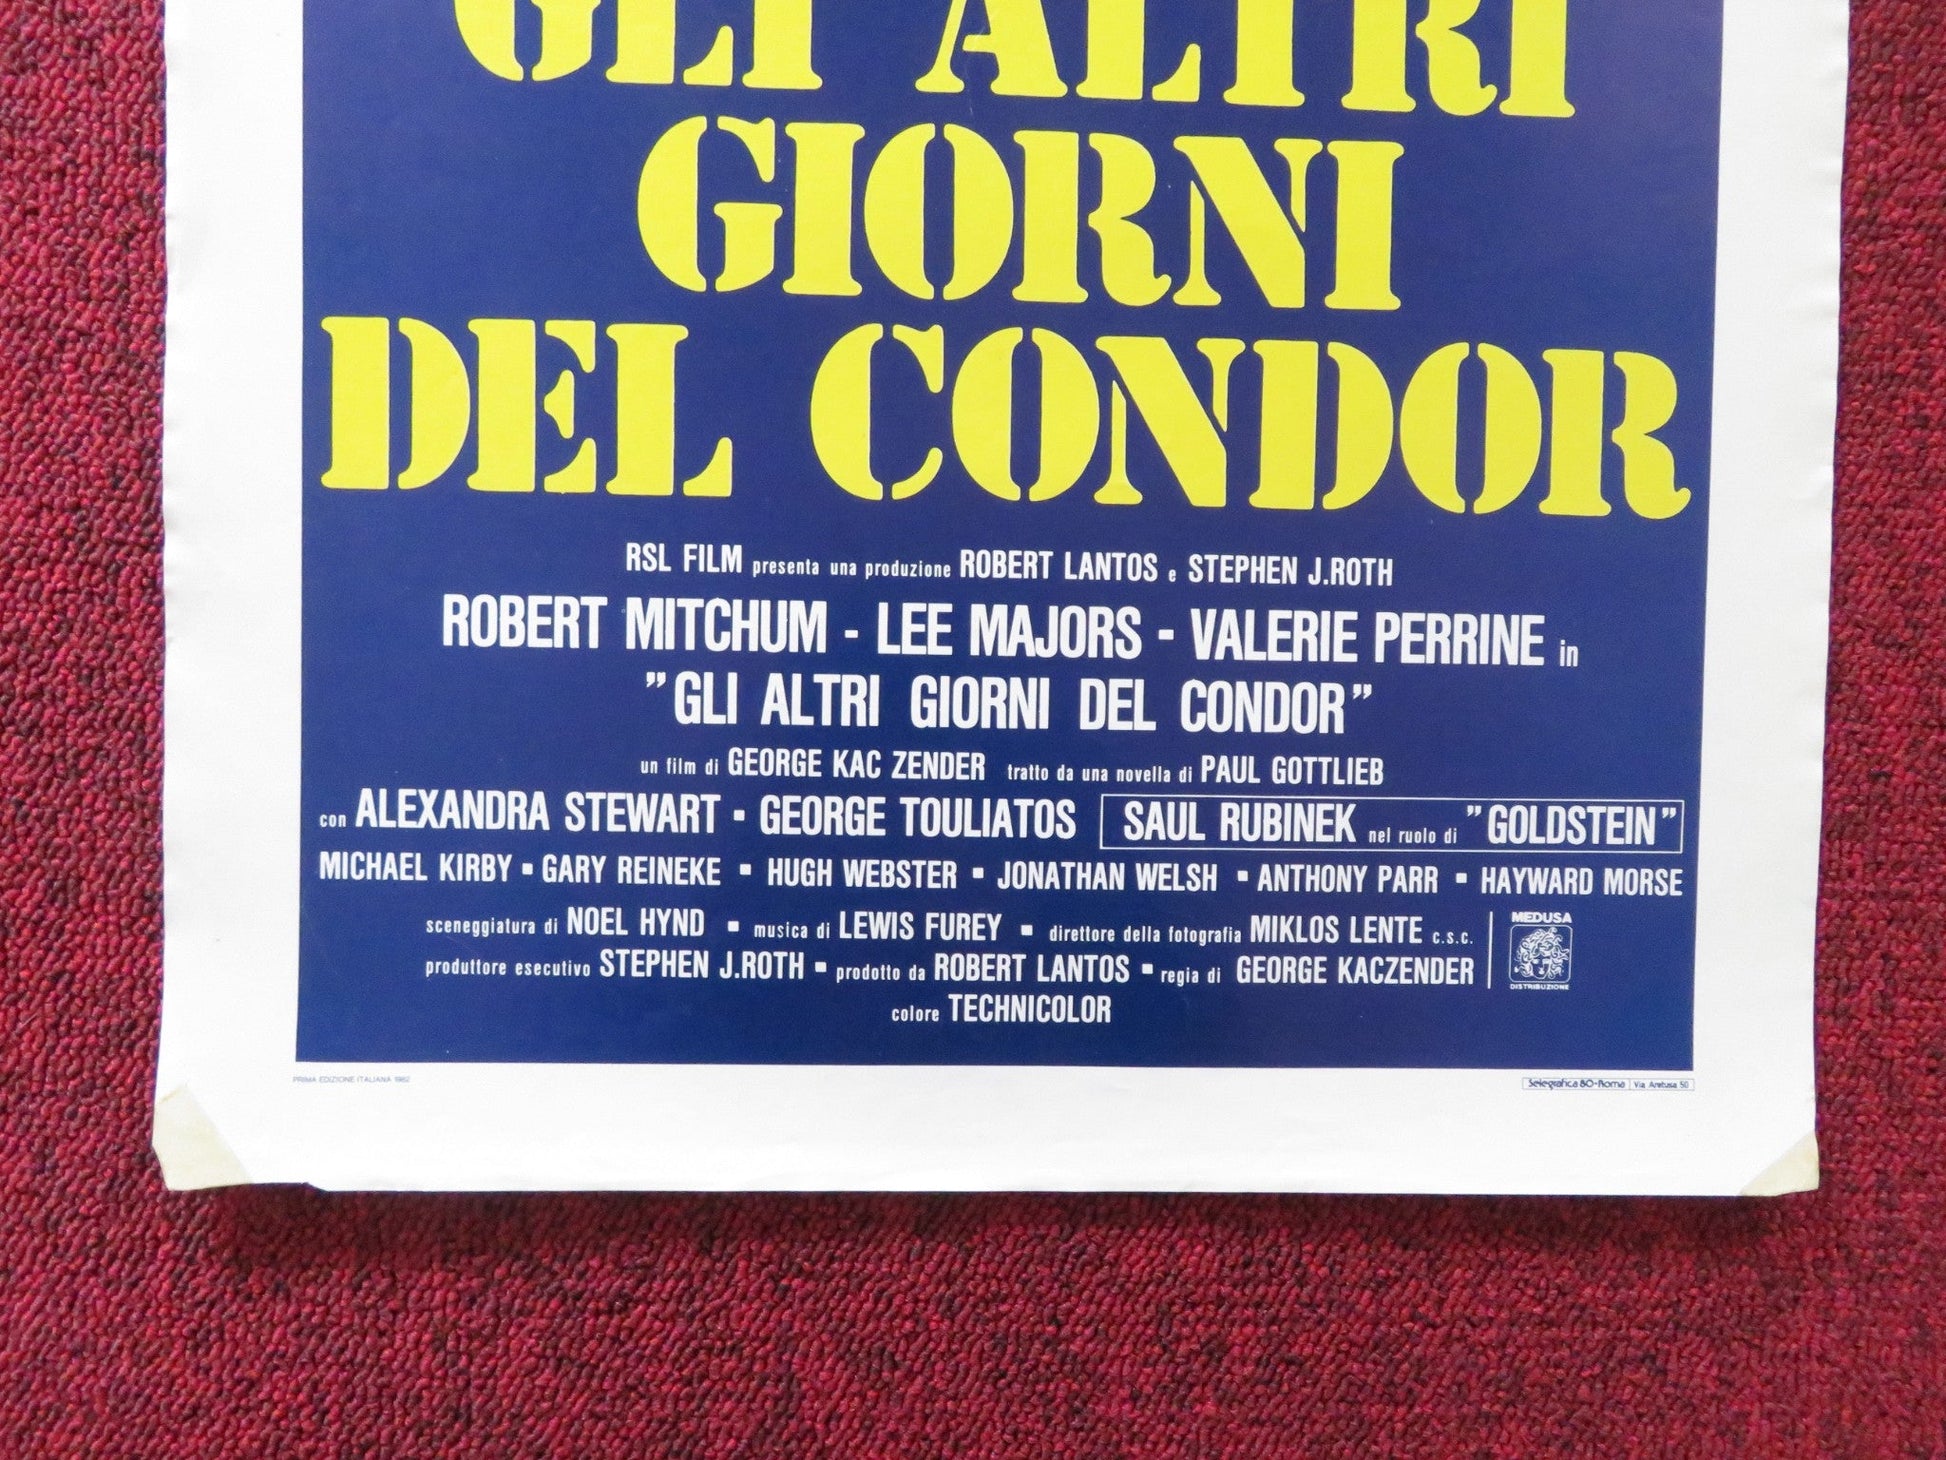 GLI ALTRI
GIORNI
DEL CONDOR
RSL FILM presenta una produzione ROBERT LANTOS e STEPHEN J.ROTH
ROBERT MITCHUM - LEE MAJORS - VALERIE PERRINE in
"GLI ALTRI GIORNI DEL CONDOR"
un film di GEORGE KAC ZENDER tratto da una novella di PAUL GOTTLIEB
con ALEXANDRA STEWART ▪ GEORGE TOULIATOS SAUL RUBINEK nel ruolo di "GOLDSTEIN"
MICHAEL KIRBY ▪ GARY REINEKE ▪ HUGH WEBSTER ▪ JONATHAN WELSH ▪ ANTHONY PARR ▪ HAYWARD MORSE
sceneggiatura di NOEL HYND ▪ musica di LEWIS FUREY ▪ direttore della fotografia MIKLOS LENTE c.s.c.
produttore esecutivo STEPHEN J.ROTH ▪ prodotto da ROBERT LANTOS ▪ regia di GEORGE KACZENDER
colore TECHNICOLOR
MEDUSA
DISTRIBUZIONE
PRIMA EDIZIONE ITALIANA 1982
Selegrafica 80-Roma Via Aretusa 50